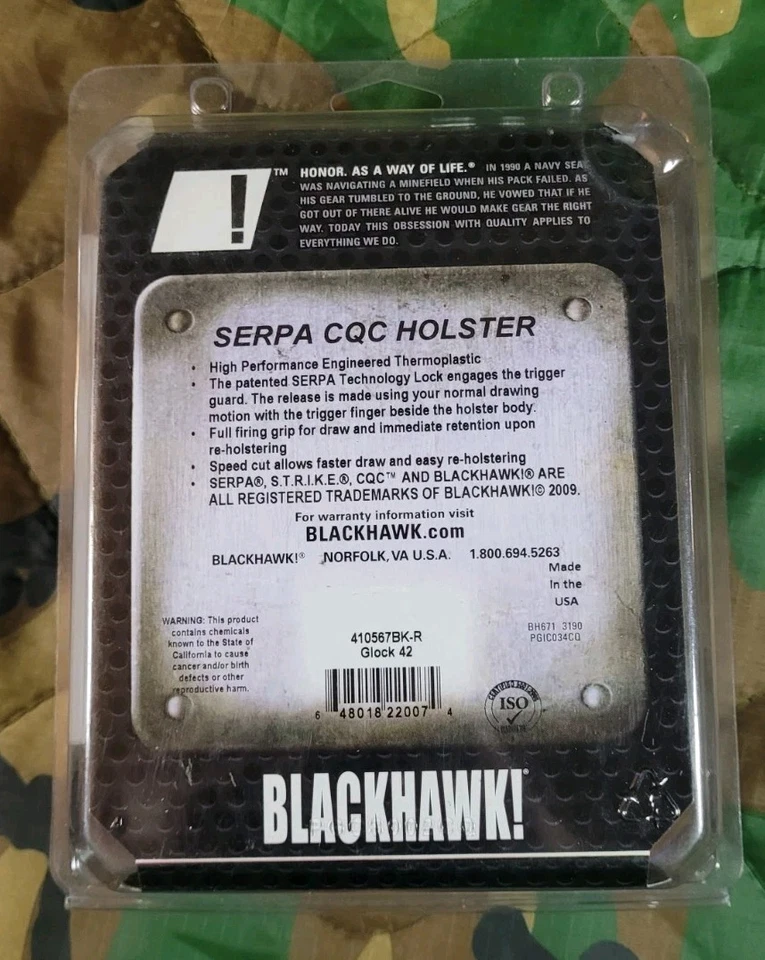 ! ™ HONOR. AS A WAY OF LIFE.® IN 1990 A NAVY SEA
WAS NAVIGATING A MINEFIELD WHEN HIS PACK FAILED. AS
HIS GEAR TUMBLED TO THE GROUND, HE VOWED THAT IF HE
GOT OUT OF THERE ALIVE HE WOULD MAKE GEAR THE RIGHT
WAY. TODAY THIS OBSESSION WITH QUALITY APPLIES TO
EVERYTHING WE DO.
SERPA CQC HOLSTER
• High Performance Engineered Thermoplastic
• The patented SERPA Technology Lock engages the trigger
guard. The release is made using your normal drawing
motion with the trigger finger beside the holster body.
• Full firing grip for draw and immediate retention upon
re-holstering
• Speed cut allows faster draw and easy re-holstering
• SERPA®, S.T.R.I.K.E.®, CQC™ AND BLACKHAWK!® ARE
ALL REGISTERED TRADEMARKS OF BLACKHAWK!© 2009.
For warranty information visit
BLACKHAWK.com
BLACKHAWK!® NORFOLK, VA U.S.A. 1.800.694.5263
Made
In the
USA
WARNING: This product
contains chemicals
known to the State of
California to cause
cancer and/or birth
defects or other
reproductive harm.
410567BK-R
Glock 42
6 48018 22007 4
BH671 3190
PGIC034CQ
ISO
BLACKHAWK!®